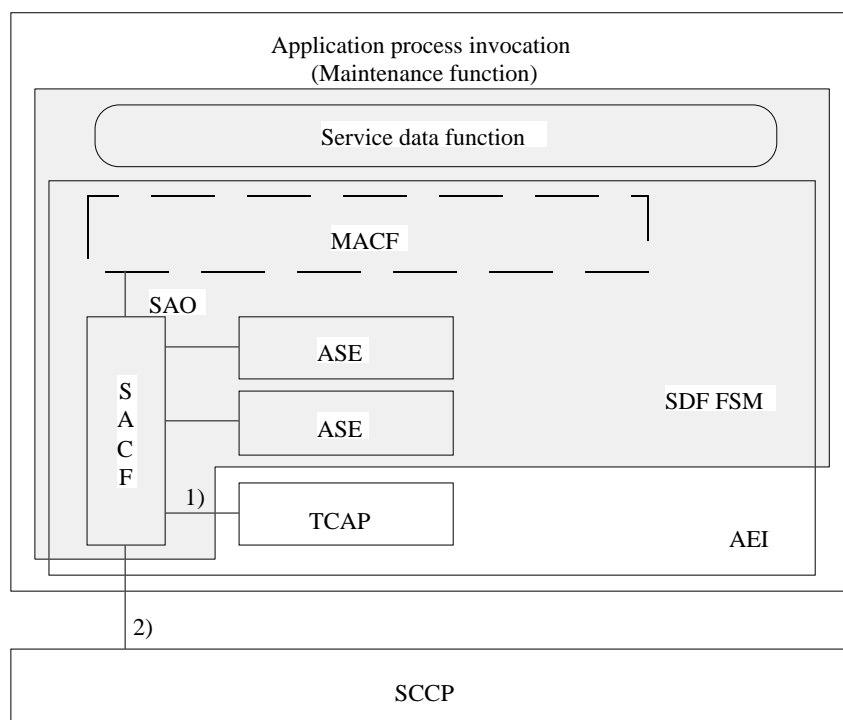 Application process invocation
(Maintenance function)
Service data function
MACF
SAO
ASE
S
A
C
F
ASE
SDF FSM
1)
TCAP
AEI
2)
SCCP